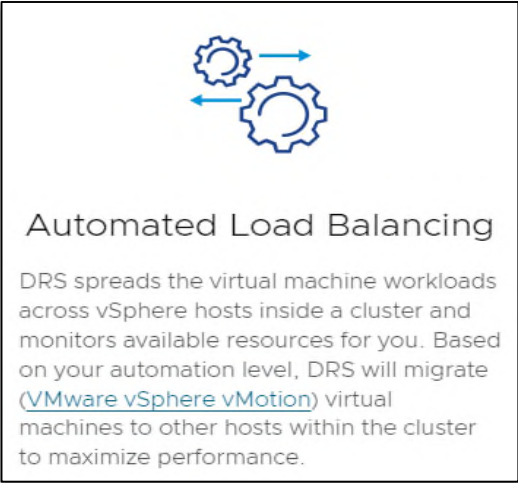 Automated Load Balancing
DRS spreads the virtual machine workloads
across vSphere hosts inside a cluster and
monitors available resources for you. Based
on your automation level, DRS will migrate
(VMware vSphere vMotion) virtual
machines to other hosts within the cluster
to maximize performance.